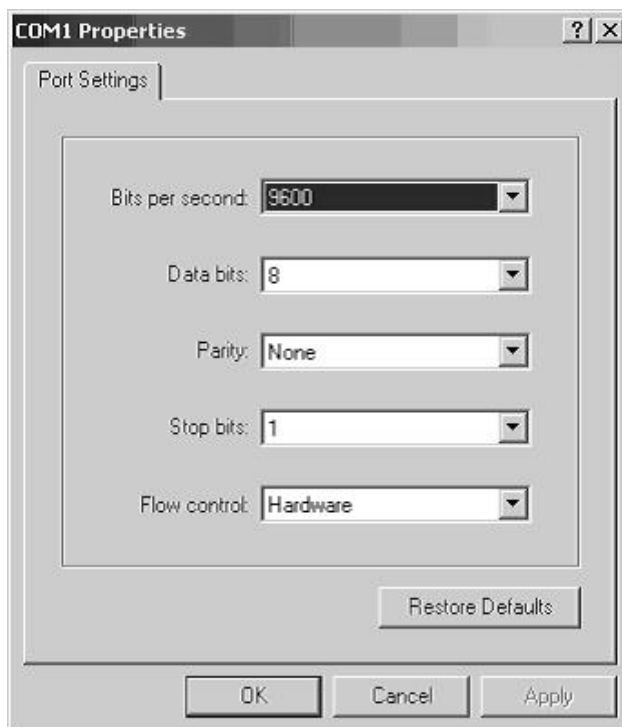 COM1 Properties
Port Settings
Bits per second: 9600
Data bits: 8
Parity: None
Stop bits: 1
Flow control: Hardware
Restore Defaults
OK Cancel Apply